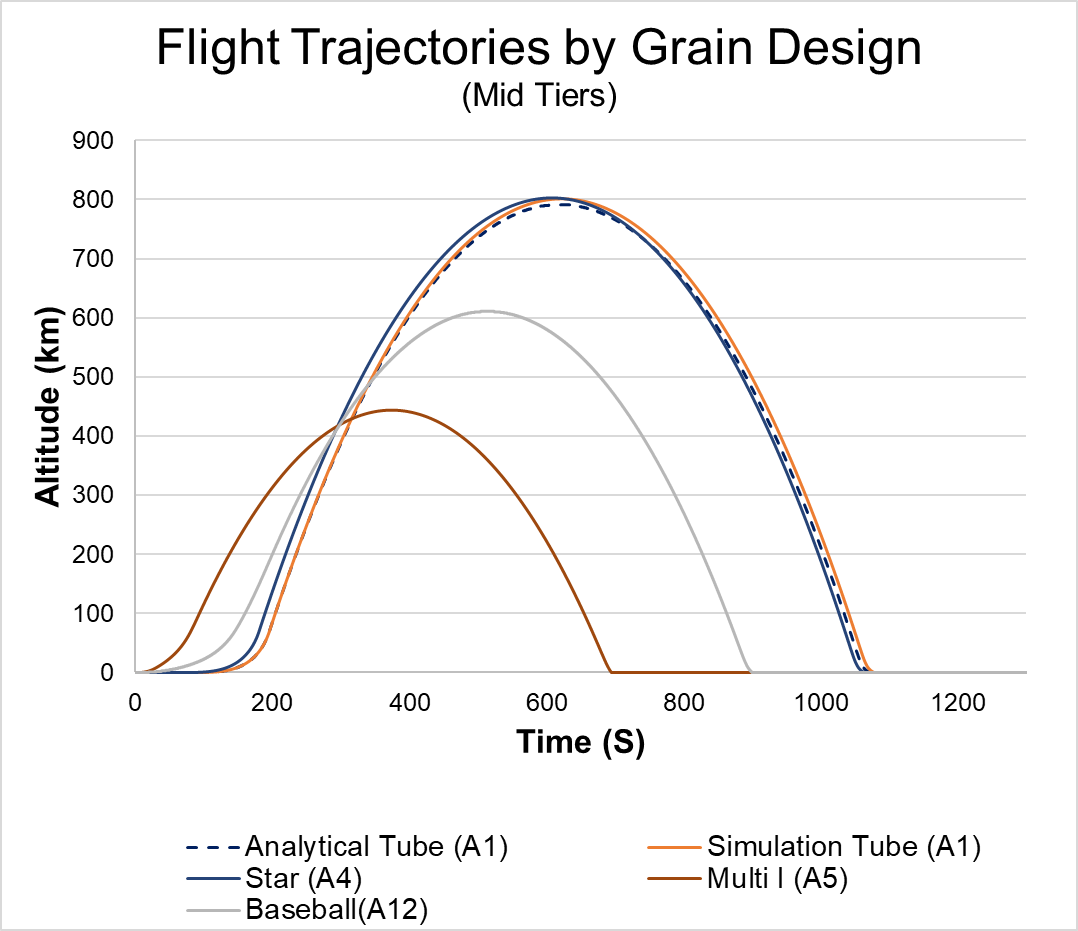 Flight Trajectories by Grain Design
(Mid Tiers)
900
800
700
600
500
400
300
200
100
0
Altitude (km)
0 200 400 600 800 1000 1200
Time (S)
Analytical Tube (A1) Simulation Tube (A1)
Star (A4) Multi I (A5)
Baseball(A12)